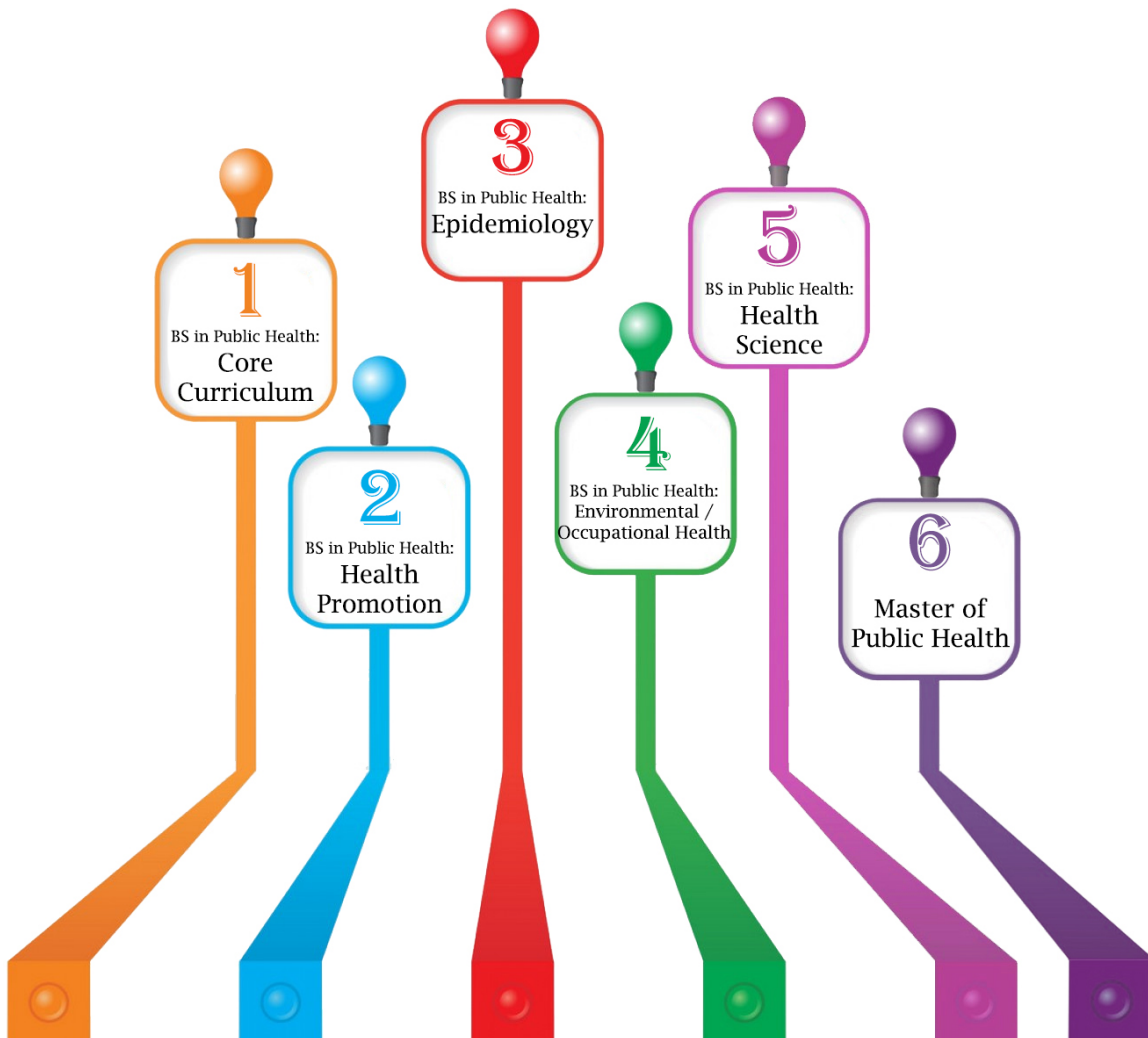 1
BS in Public Health:
Core
Curriculum
2
BS in Public Health:
Health
Promotion
3
BS in Public Health:
Epidemiology
4
BS in Public Health:
Environmental /
Occupational Health
5
BS in Public Health:
Health
Science
6
Master of
Public Health